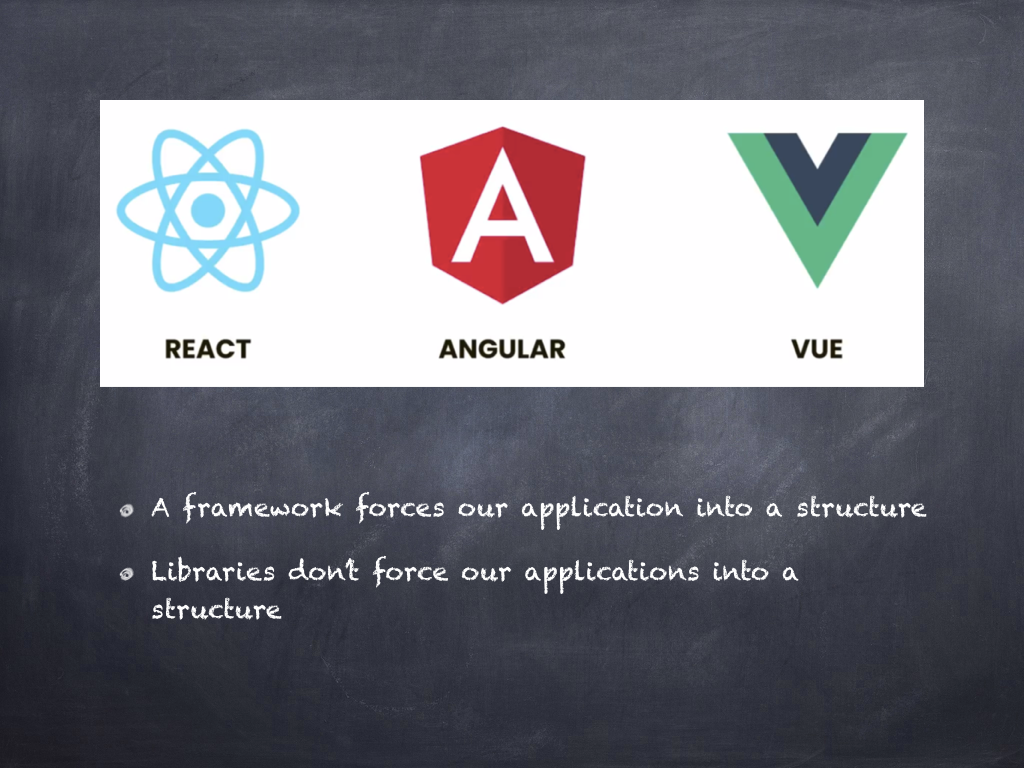 REACT ANGULAR VUE
A framework forces our application into a structure
Libraries don't force our applications into a
structure